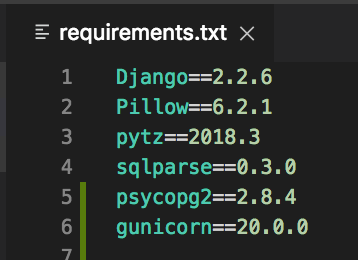 requirements.txt
1 Django==2.2.6
2 Pillow==6.2.1
3 pytz==2018.3
4 sqlparse==0.3.0
5 psycopg2==2.8.4
6 gunicorn==20.0.0
7